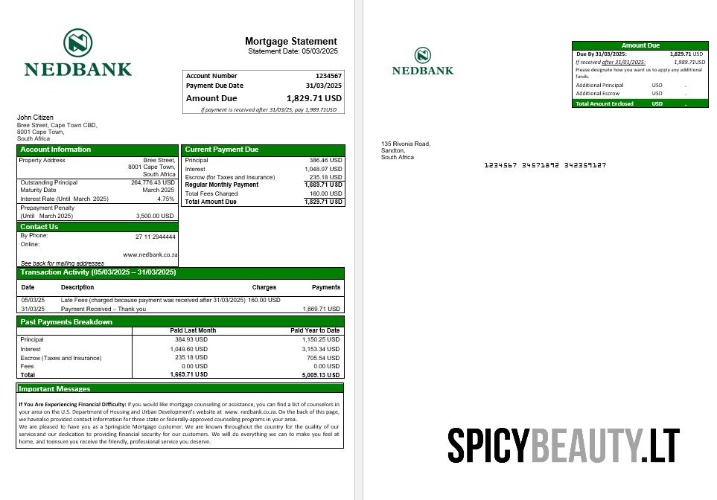 NEDBANK
Mortgage Statement
Statement Date: 05/03/2025
Account Number 1234567
Payment Due Date 31/03/2025
Amount Due 1,829.71 USD
If payment is received after 31/03/25, pay 1,989.71USD
John Citizen
Bree Street, Cape Town CBD,
8001 Cape Town,
South Africa
Account Information
Property Address Bree Street,
8001 Cape Town,
South Africa
Outstanding Principal 264,776.43 USD
Maturity Date March 2025
Interest Rate (Until March 2025) 4.75%
Prepayment Penalty
(Until March 2025) 3,500.00 USD
Current Payment Due
Principal 386.46 USD
Interest 1,048.07 USD
Escrow (for Taxes and Insurance) 235.18 USD
Regular Monthly Payment
Total Fees Charged 160.00 USD
Total Amount Due 1,829.71 USD
Contact Us
By Phone: 27 11 2944444
Online:
www.nedbank.co.za
See back for mailing addresses
Transaction Activity (05/03/2025 – 31/03/2025)
Date Description Charges Payments
05/03/25 Late Fees (charged because payment was received after 31/03/2025) 160.00 USD
31/03/25 Payment Received – Thank you 1,669.71 USD
Past Payments Breakdown
Paid Last Month Paid Year to Date
Principal 384.93 USD 1,150.25 USD
Interest 1,049.60 USD 3,153.34 USD
Escrow (Taxes and Insurance) 235.18 USD 705.54 USD
Fees 0.00 USD 0.00 USD
Total 1,669.71 USD 5,009.13 USD
Important Messages
If You Are Experiencing Financial Difficulty: If you would like mortgage counseling or assistance, you can find a list of counselors in
your area on the U.S. Department of Housing and Urban Development's website at www. nedbank.co.za. On the back of this page,
we have also provided contact information for three state or federally-approved counseling programs in your area.
We are pleased to have you as a Springside Mortgage customer. We are known throughout the country for the quality of our
service and our dedication to providing financial security for our customers. We will do everything we can to make you feel at
home, and to ensure you receive the friendly, professional service you deserve.
NEDBANK
Amount Due
Due By 31/03/2025: 1,829.71 USD
If received after 31/03/2025: 1,989.71USD
Please designate how you want us to apply any additional
funds.
Additional Principal USD .
Additional Escrow USD .
Total Amount Enclosed USD .
135 Rivonia Road,
Sandton,
South Africa
1234567 34571892 342359127
SPICYBEAUTY.LT